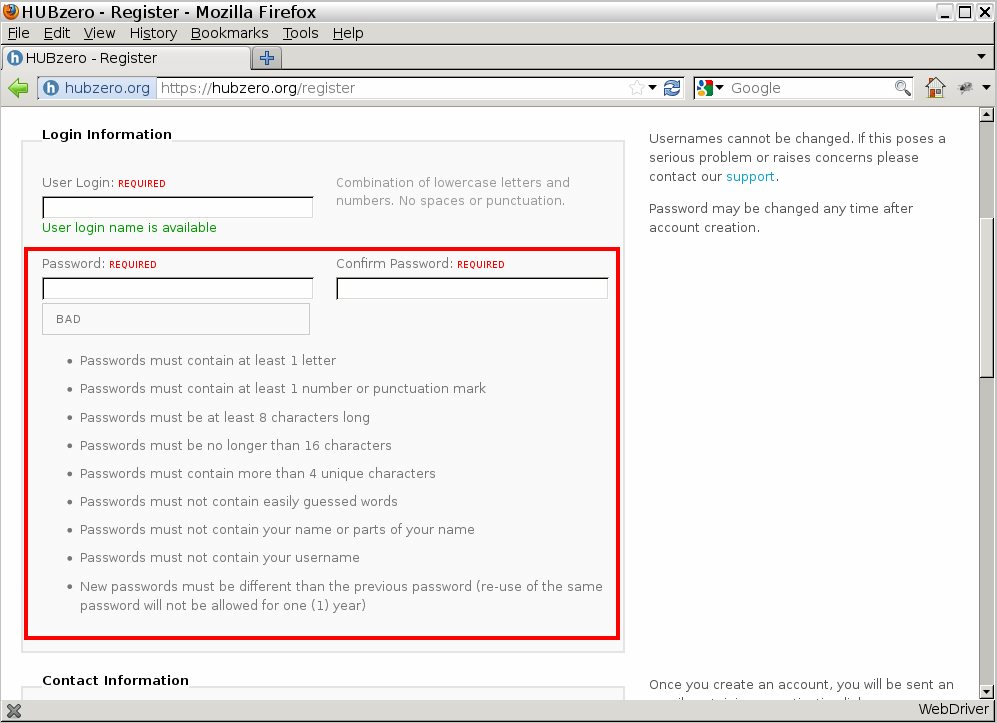 HUBzero - Register - Mozilla Firefox
File Edit View History Bookmarks Tools Help
HUBzero - Register
hubzero.org https://hubzero.org/register Google
Login Information
User Login: REQUIRED
Combination of lowercase letters and
numbers. No spaces or punctuation.
User login name is available
Password: REQUIRED
Confirm Password: REQUIRED
BAD
• Passwords must contain at least 1 letter
• Passwords must contain at least 1 number or punctuation mark
• Passwords must be at least 8 characters long
• Passwords must be no longer than 16 characters
• Passwords must contain more than 4 unique characters
• Passwords must not contain easily guessed words
• Passwords must not contain your name or parts of your name
• Passwords must not contain your username
• New passwords must be different than the previous password (re-use of the same
password will not be allowed for one (1) year)
Usernames cannot be changed. If this poses a
serious problem or raises concerns please
contact our support.
Password may be changed any time after
account creation.
Contact Information
Once you create an account, you will be sent an
WebDriver